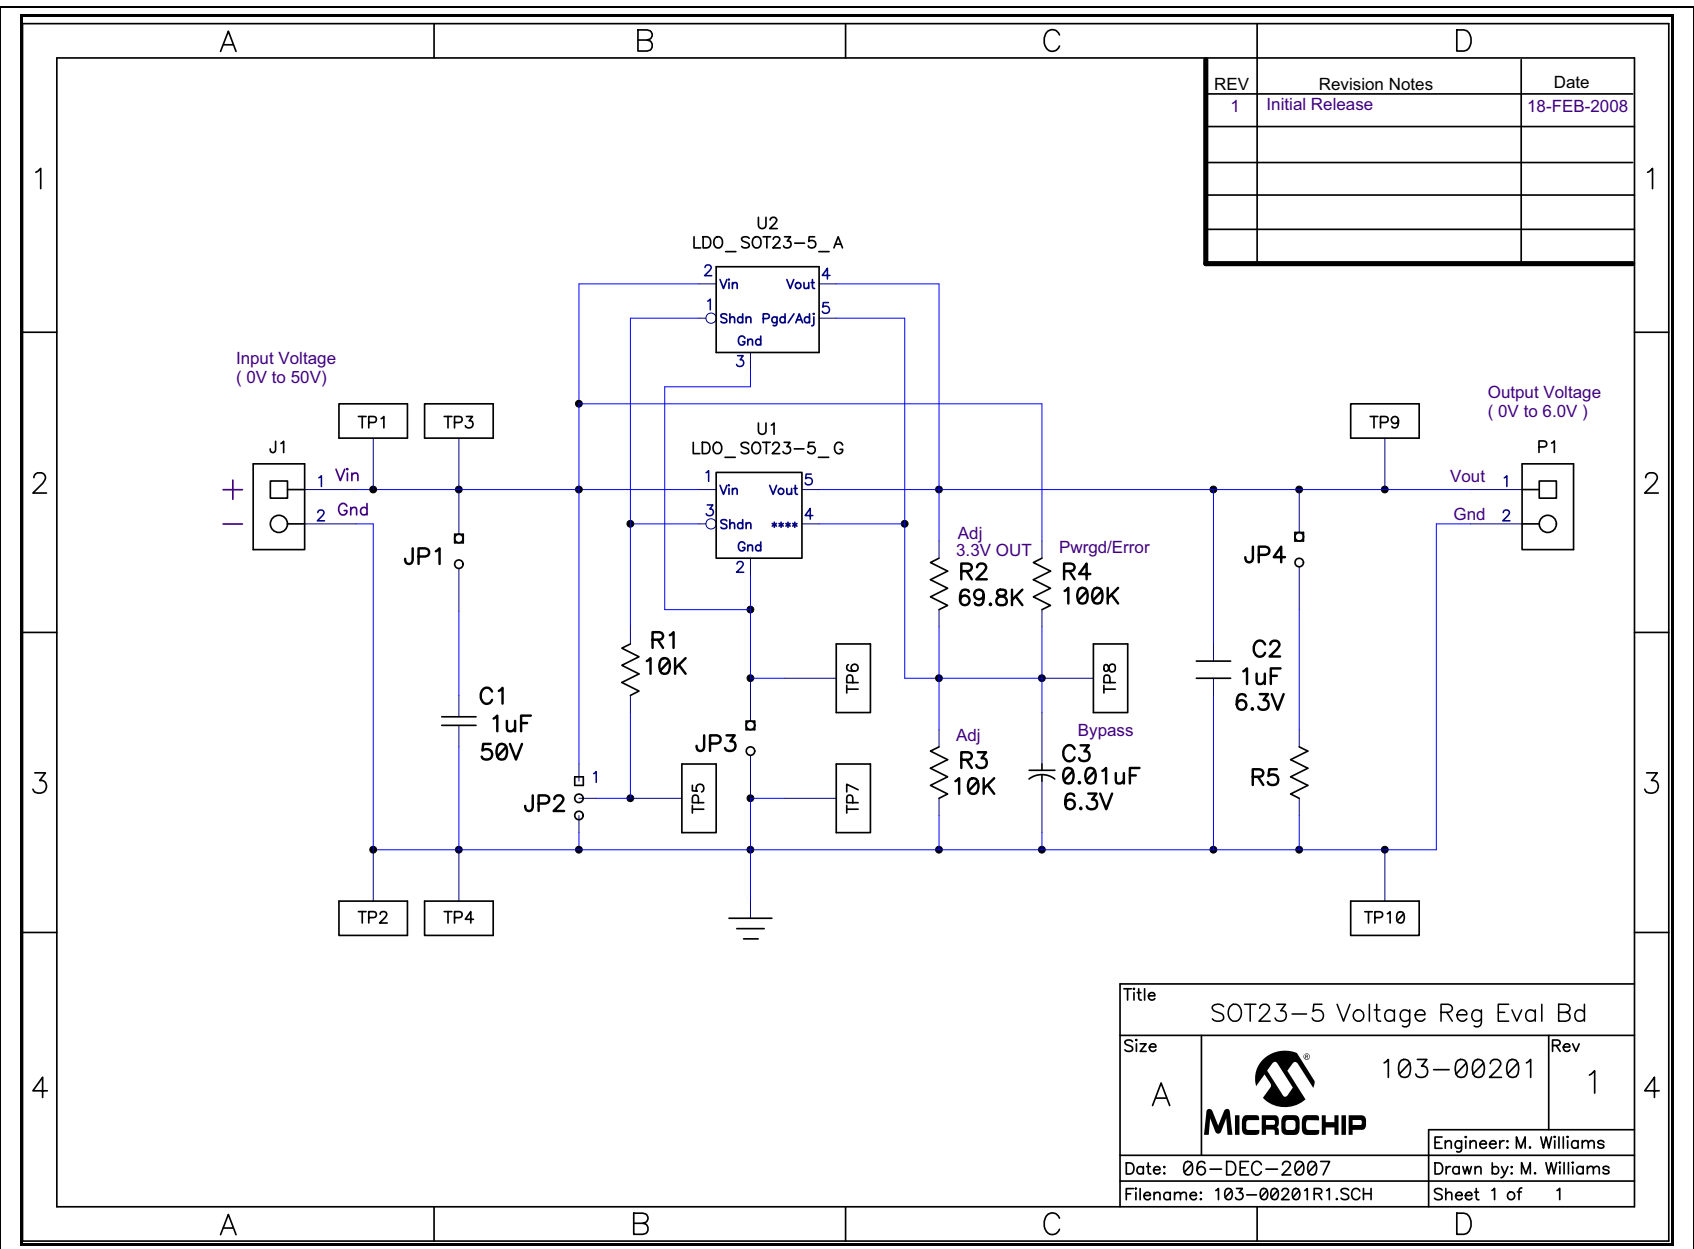 A B C D
REV Revision Notes Date
1 Initial Release 18-FEB-2008
1 1
U2
LDO_SOT23-5_A
2 Vin Vout 4
1 Shdn Pgd/Adj 5
Gnd
3
Input Voltage
( 0V to 50V)
Output Voltage
( 0V to 6.0V )
TP1 TP3 TP9
U1
LDO_SOT23-5_G
J1 P1
2 2
+ 1 Vin
1 Vin Vout 5
Vout 1
- 2 Gnd
3 Shdn **** 4
Gnd 2
Gnd
2
JP1
Adj
3.3V OUT
R2
69.8K
Pwrgd/Error
R4
100K
JP4
R1
10K
TP6
TP8
C2
1uF
6.3V
C1
1uF
50V
JP3
Adj
R3
10K
Bypass
C3
0.01uF
6.3V
R5
3 3
JP2 1
TP5
TP7
TP2 TP4 TP10
4 4
Title
SOT23-5 Voltage Reg Eval Bd
Size
A
MICROCHIP ®
103-00201
Rev
1
Engineer: M. Williams
Date: 06-DEC-2007 Drawn by: M. Williams
Filename: 103-00201R1.SCH Sheet 1 of 1
A B C D